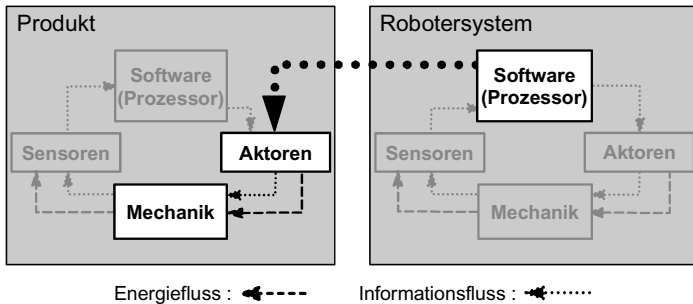 Produkt
Software
(Prozessor)
Sensoren
Aktoren
Mechanik
Robotersystem
Software
(Prozessor)
Sensoren
Aktoren
Mechanik
Energiefluss :
Informationsfluss :